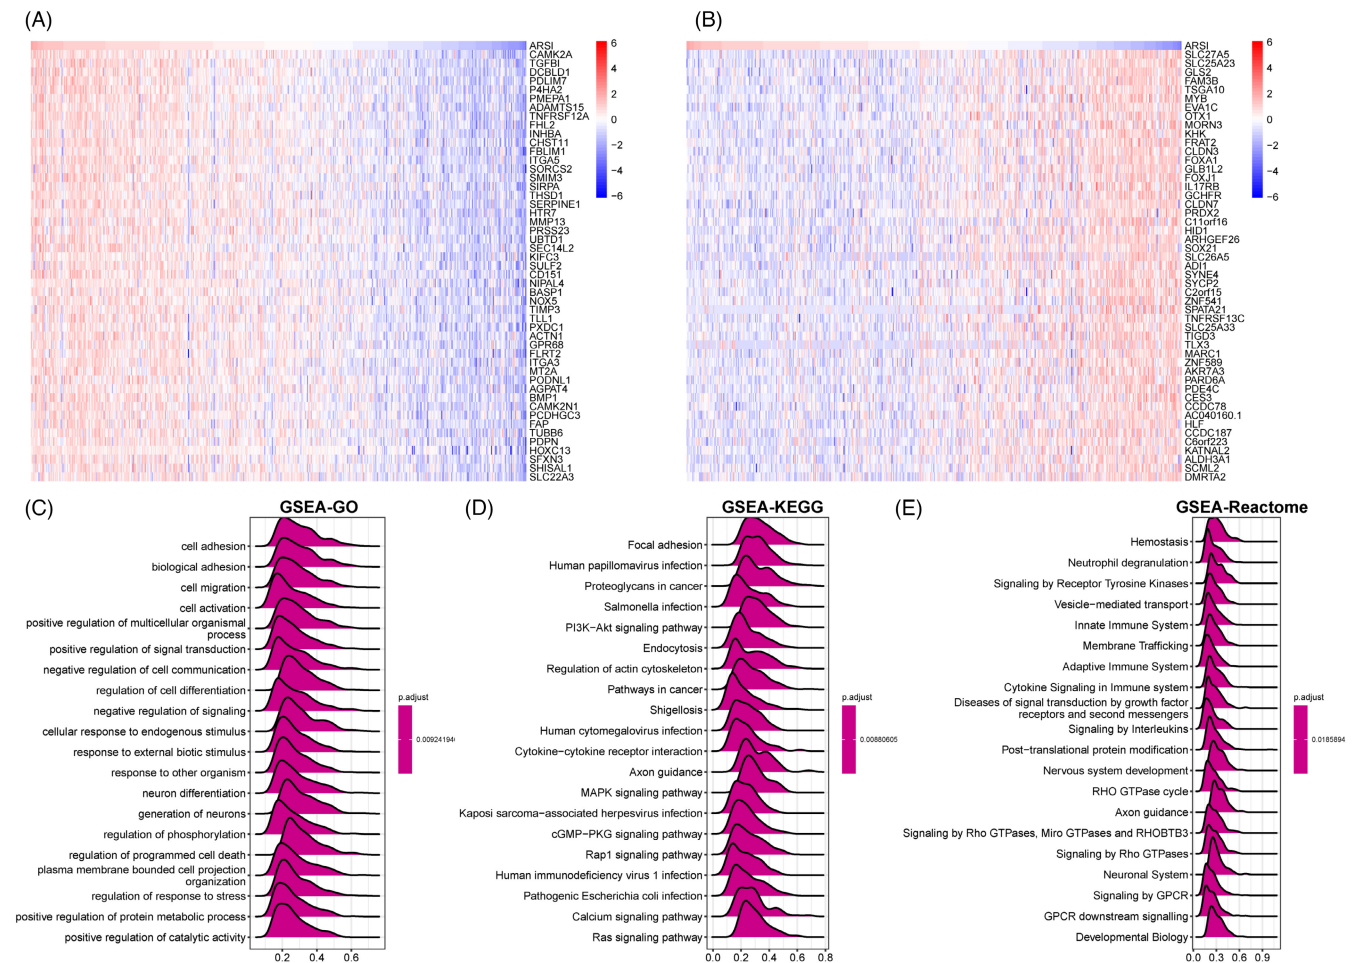 (A)
ARSI
CAMK2A
TGFBI
DCBLD1
PDLIM7
P4HA2
PMEPA1
ADAMTS15
TNFRSF12A
FHL2
INHBA
CHST11
FBLIM1
ITGA5
SORCS2
SMIM3
SIRPA
THSD1
SERPINE1
HTR7
MMP13
PRSS23
UBTD1
SEC14L2
KIFC3
SULF2
CD151
NIPAL4
BASP1
NOX5
TIMP3
TLL1
PXDC1
ACTN1
GPR68
FLRT2
ITGA3
MT2A
PODNL1
AGPAT4
BMP1
CAMK2N1
PCDHGC3
FAP
TUBB6
PDPN
HOXC13
SFXN3
SHISAL1
SLC22A3
6
4
2
0
−2
−4
−6
(B)
ARSI
SLC27A5
SLC25A23
GLS2
FAM3B
TSGA10
MYB
EVA1C
OTX1
MORN3
KHK
FRAT2
CLDN3
FOXA1
GLB1L2
FOXJ1
IL17RB
GCHFR
CLDN7
PRDX2
C11orf16
HID1
ARHGEF26
SOX21
SLC26A5
ADI1
SYNE4
SYCP2
C2orf15
ZNF541
SPATA21
TNFRSF13C
SLC25A33
TIGD3
TLX3
MARC1
ZNF589
AKR7A3
PARD6A
PDE4C
CES3
CCDC78
AC040160.1
HLF
CCDC187
C6orf223
KATNAL2
ALDH3A1
SCML2
DMRTA2
6
4
2
0
−2
−4
−6
(C)
GSEA-GO
cell adhesion
biological adhesion
cell migration
cell activation
positive regulation of multicellular organismal
process
positive regulation of signal transduction
negative regulation of cell communication
regulation of cell differentiation
negative regulation of signaling
cellular response to endogenous stimulus
response to external biotic stimulus
response to other organism
neuron differentiation
generation of neurons
regulation of phosphorylation
regulation of programmed cell death
plasma membrane bounded cell projection
organization
regulation of response to stress
positive regulation of protein metabolic process
positive regulation of catalytic activity
0.2 0.4 0.6
p.adjust
0.00924194
(D)
GSEA-KEGG
Focal adhesion
Human papillomavirus infection
Proteoglycans in cancer
Salmonella infection
PI3K−Akt signaling pathway
Endocytosis
Regulation of actin cytoskeleton
Pathways in cancer
Shigellosis
Human cytomegalovirus infection
Cytokine−cytokine receptor interaction
Axon guidance
MAPK signaling pathway
Kaposi sarcoma−associated herpesvirus infection
cGMP−PKG signaling pathway
Rap1 signaling pathway
Human immunodeficiency virus 1 infection
Pathogenic Escherichia coli infection
Calcium signaling pathway
Ras signaling pathway
0.0 0.2 0.4 0.6 0.8
p.adjust
0.00880605
(E)
GSEA-Reactome
Hemostasis
Neutrophil degranulation
Signaling by Receptor Tyrosine Kinases
Vesicle−mediated transport
Innate Immune System
Membrane Trafficking
Adaptive Immune System
Cytokine Signaling in Immune system
Diseases of signal transduction by growth factor
receptors and second messengers
Signaling by Interleukins
Post−translational protein modification
Nervous system development
RHO GTPase cycle
Axon guidance
Signaling by Rho GTPases, Miro GTPases and RHOBTB3
Signaling by Rho GTPases
Neuronal System
Signaling by GPCR
GPCR downstream signalling
Developmental Biology
0.0 0.3 0.6 0.9
p.adjust
0.0185894